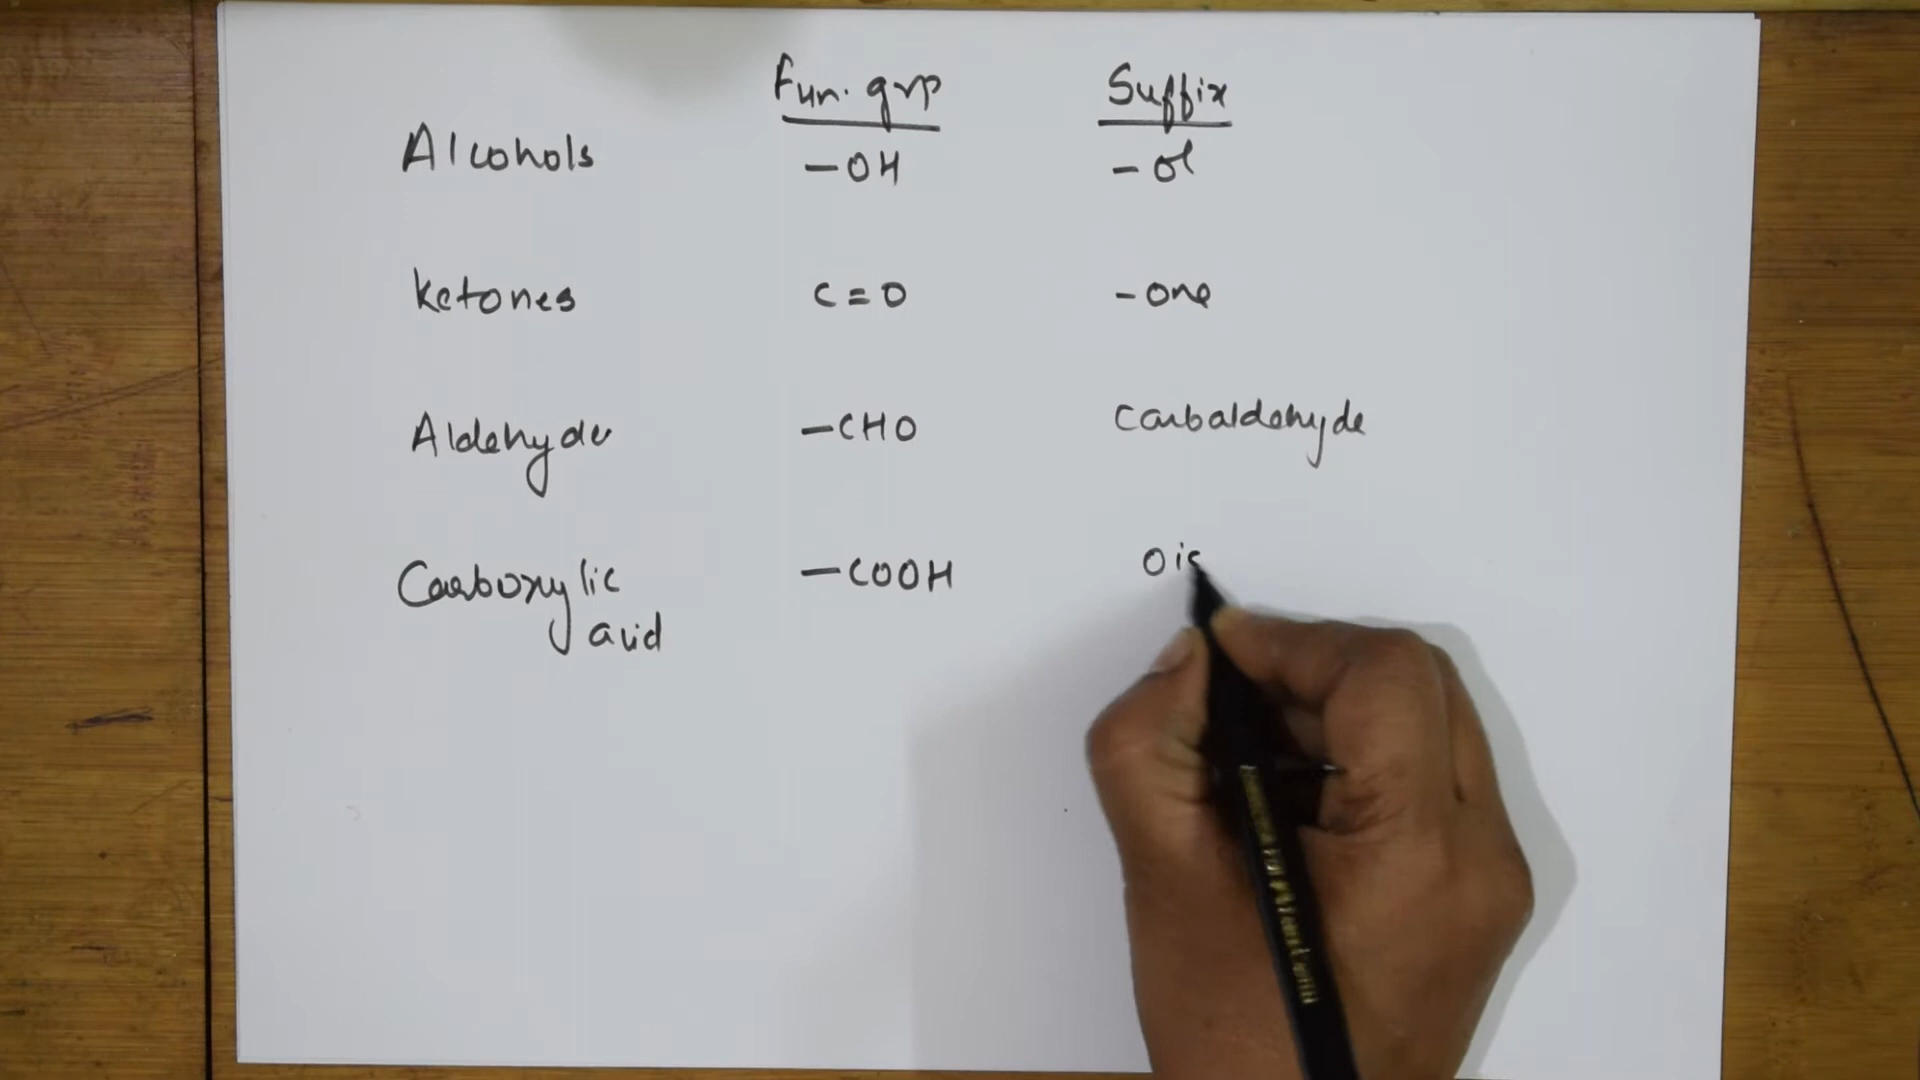 Fun. grp Suffix
Alcohols —OH - ol
Ketones C=O - one
Aldehyde —CHO Carbaldehyde
Carboxylic —COOH oic
acid